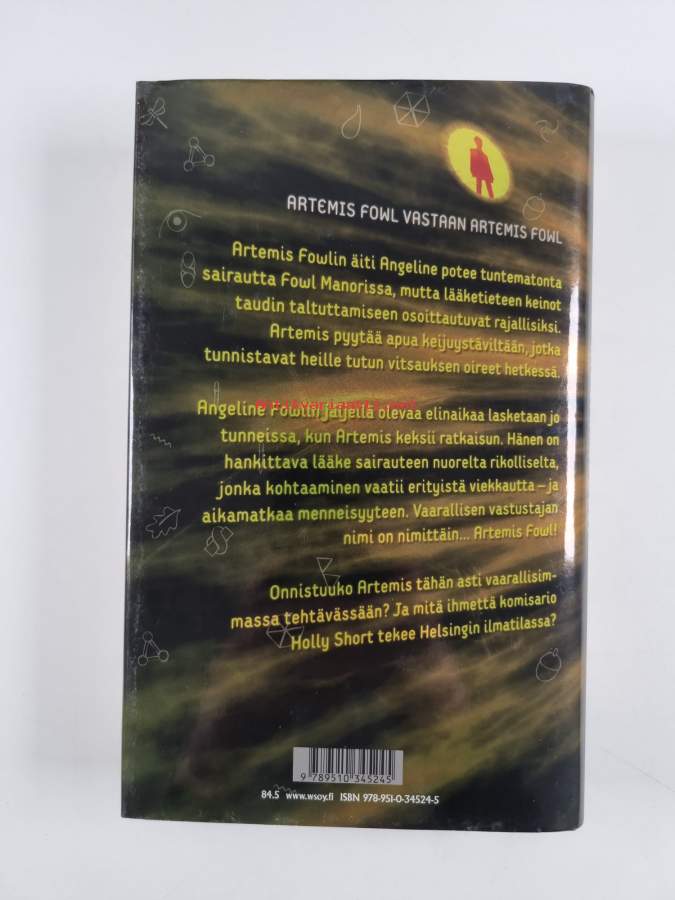 ARTEMIS FOWL VASTAAN ARTEMIS FOWL
Artemis Fowlin äiti Angeline potee tuntematonta
sairautta Fowl Manorissa, mutta lääketieteen keinot
taudin taltuttamiseen osoittautuvat rajallisiksi.
Artemis pyytää apua keijuystäviltään, jotka
tunnistavat heille tutun vitsauksen oireet hetkessä.
Angeline Fowlin jäljellä olevaa elinaikaa lasketaan jo
tunneissa, kun Artemis keksii ratkaisun. Hänen on
hankittava lääke sairauteen nuorelta rikolliselta,
jonka kohtaaminen vaatii erityistä viekkautta – ja
aikamatkaa menneisyyteen. Vaarallisen vastustajan
nimi on nimittäin... Artemis Fowl!
Onnistuuko Artemis tähän asti vaarallisim-
massa tehtävässään? Ja mitä ihmettä komisario
Holly Short tekee Helsingin ilmatilassa?
9 789510 345245
84.5 www.wsoy.fi ISBN 978-951-0-34524-5